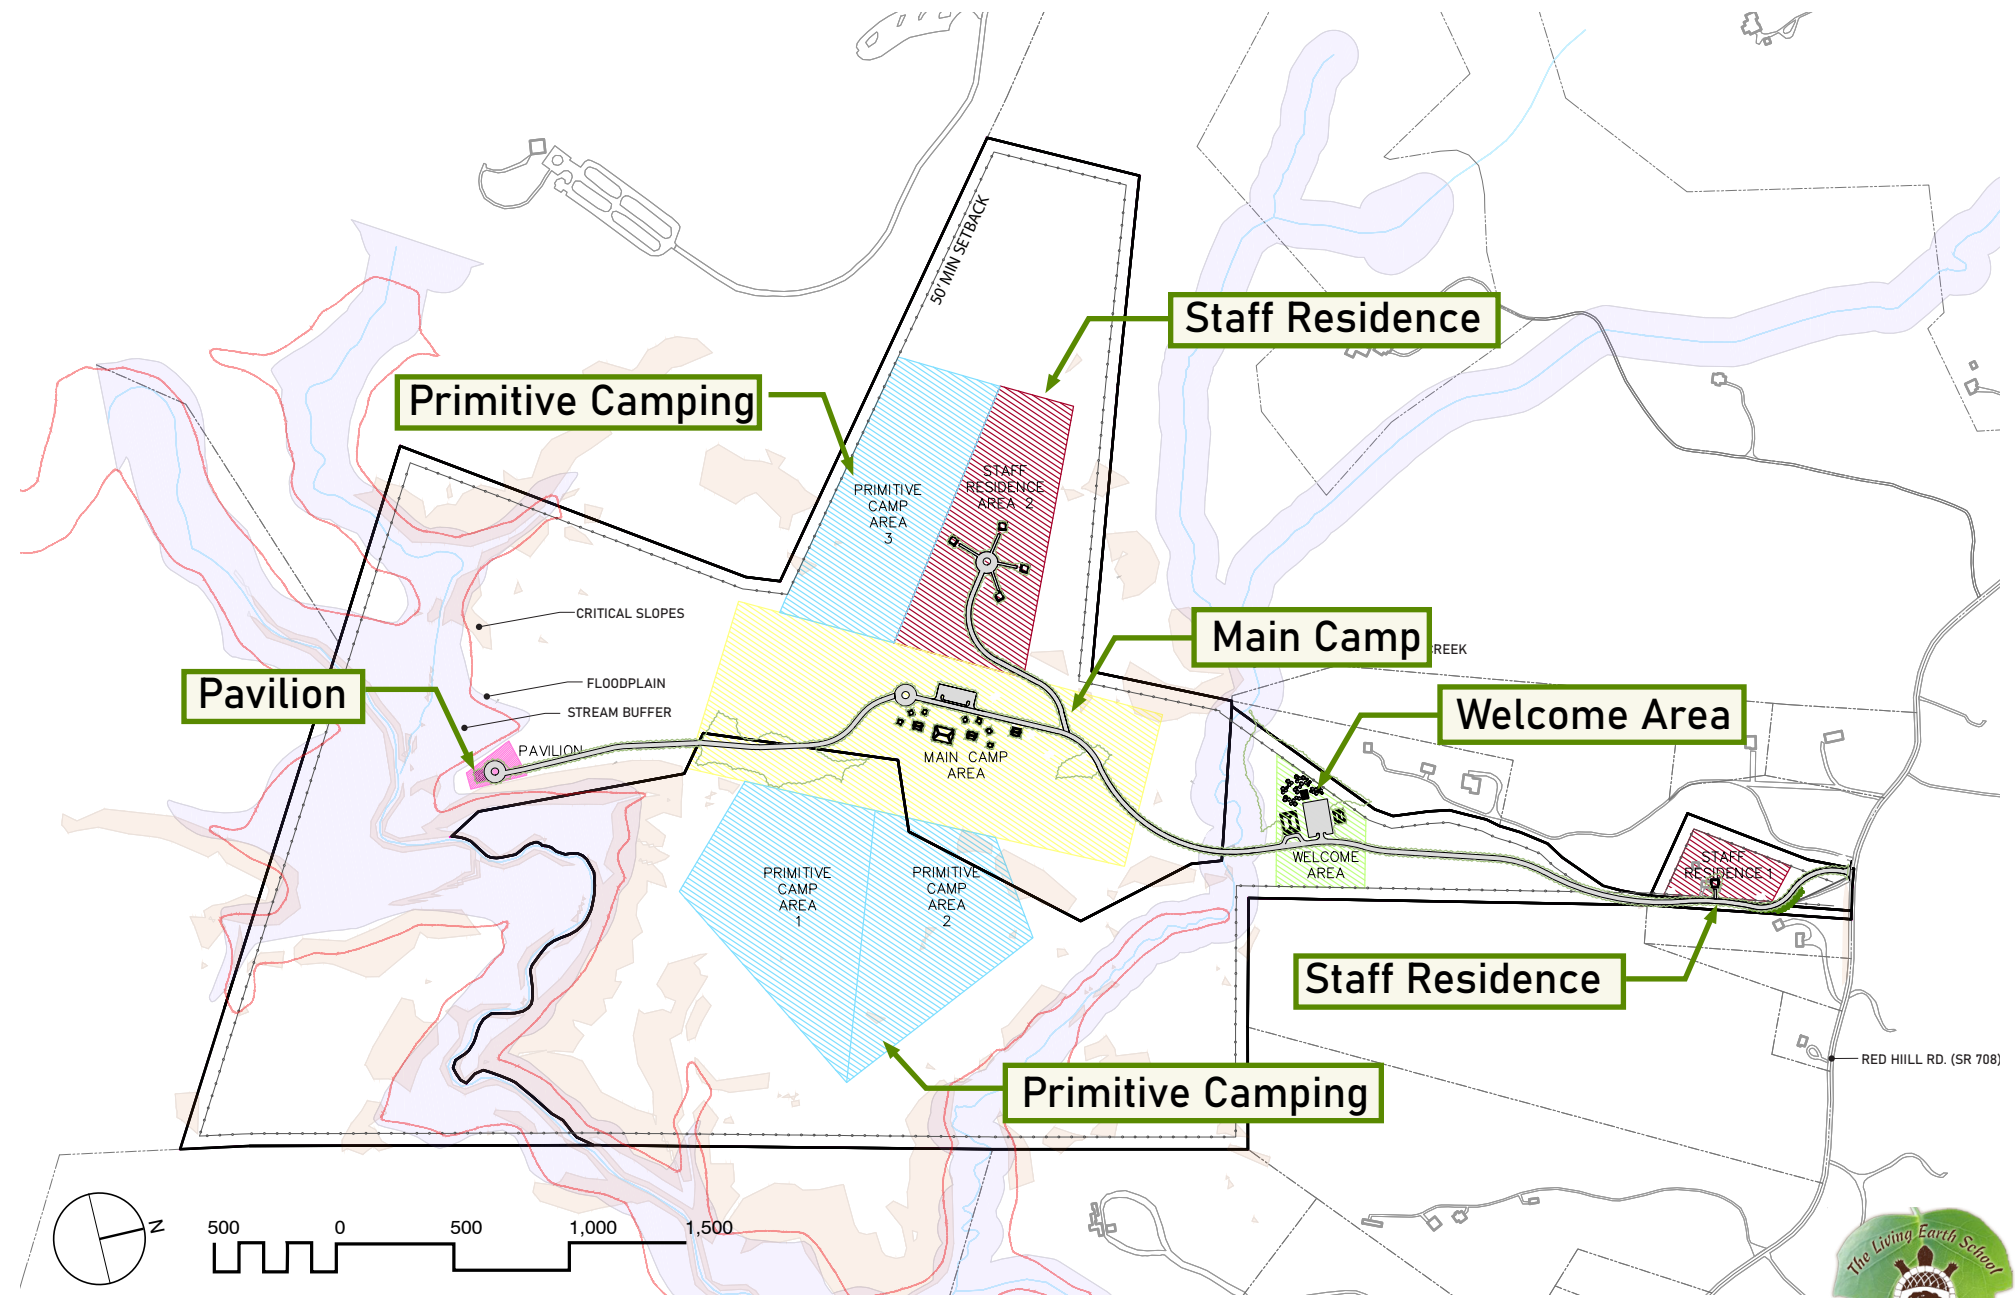 50' MIN SETBACK
Staff Residence
Primitive Camping
STAFF
RESIDENCE
AREA 2
PRIMITIVE
CAMP
AREA
3
CRITICAL SLOPES
Main Camp
CREEK
Pavilion
FLOODPLAIN
STREAM BUFFER
Welcome Area
PAVILION
MAIN CAMP
AREA
WELCOME
AREA
STAFF
RESIDENCE 1
PRIMITIVE
CAMP
AREA
1
PRIMITIVE
CAMP
AREA
2
Staff Residence
RED HIILL RD. (SR 708)
Primitive Camping
N
500 0 500 1,000 1,500
The Living Earth School